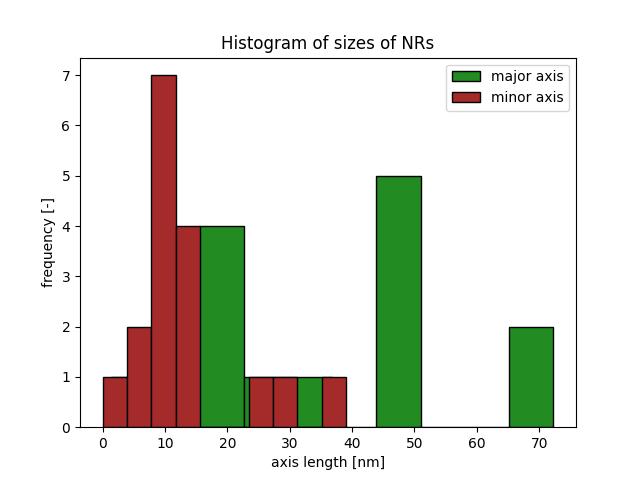 Histogram of sizes of NRs
major axis
minor axis
frequency [-]
7
6
5
4
3
2
1
0
0 10 20 30 40 50 60 70
axis length [nm]